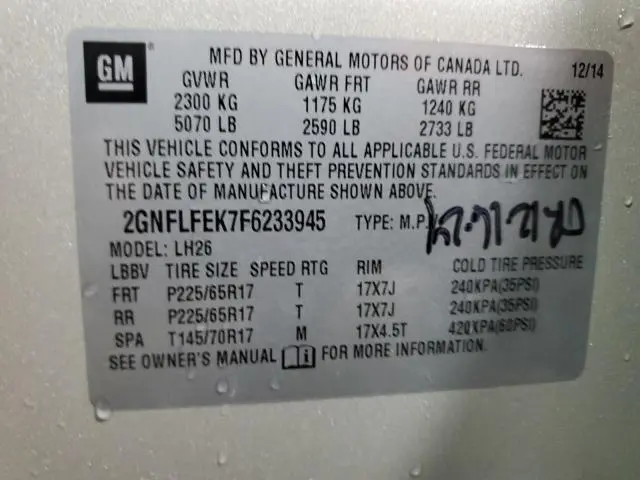 GM ® MFD BY GENERAL MOTORS OF CANADA LTD. 12/14
GVWR GAWR FRT GAWR RR
2300 KG 1175 KG 1240 KG
5070 LB 2590 LB 2733 LB
THIS VEHICLE CONFORMS TO ALL APPLICABLE U.S. FEDERAL MOTOR
VEHICLE SAFETY AND THEFT PREVENTION STANDARDS IN EFFECT ON
THE DATE OF MANUFACTURE SHOWN ABOVE.
2GNFLFEK7F6233945 TYPE: M.P.
MODEL: LH26
LBBV TIRE SIZE SPEED RTG RIM COLD TIRE PRESSURE
FRT P225/65R17 T 17X7J 240KPA(35PSI)
RR P225/65R17 T 17X7J 240KPA(35PSI)
SPA T145/70R17 M 17X4.5T 420KPA(60PSI)
SEE OWNER'S MANUAL i FOR MORE INFORMATION.